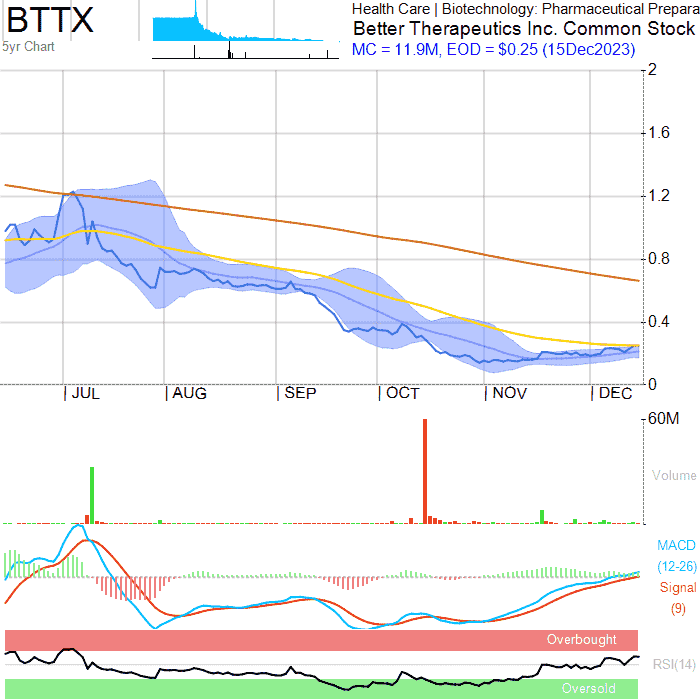 BTTX
5yr Chart
Health Care | Biotechnology: Pharmaceutical Prepara
Better Therapeutics Inc. Common Stock
MC = 11.9M, EOD = $0.25 (15Dec2023)
2
1.6
1.2
0.8
0.4
0
JUL
AUG
SEP
OCT
NOV
DEC
60M
Volume
MACD
(12-26)
Signal
(9)
Overbought
RSI(14)
Oversold